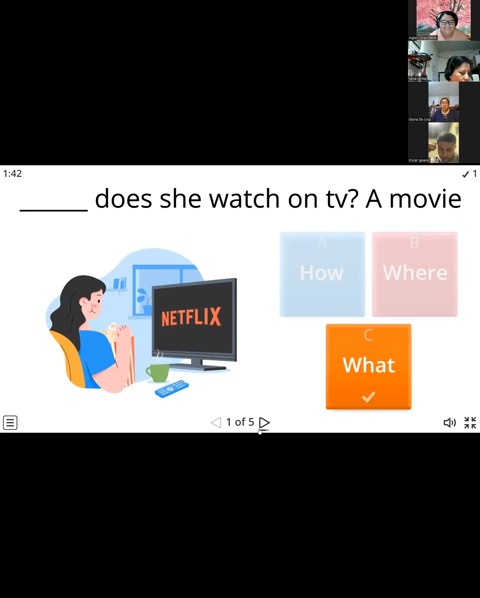 1:42
✓ 1
______ does she watch on tv? A movie
A
How
B
Where
C
What
NETFLIX
1 of 5